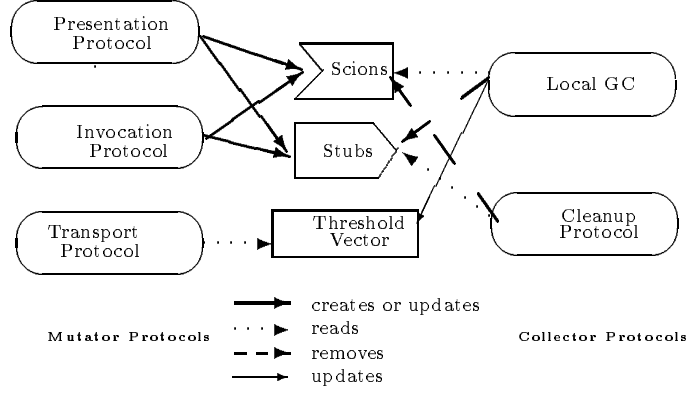 Presentation
Protocol
Scions
Local GC
Invocation
Protocol
Stubs
Transport
Protocol
Threshold
Vector
Cleanup
Protocol
creates or updates
reads
removes
updates
Mutator Protocols
Collector Protocols